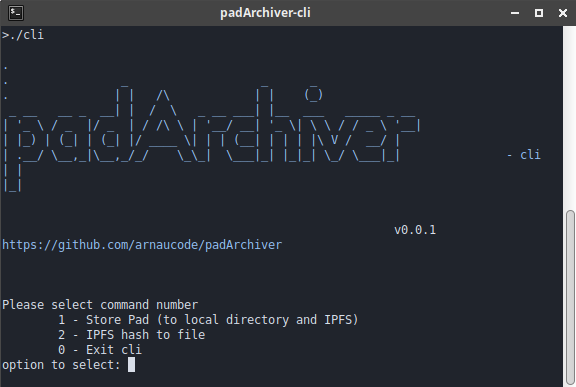 padArchiver-cli
>./cli
padArchiver
- cli
v0.0.1
https://github.com/arnaucode/padArchiver
Please select command number
1 - Store Pad (to local directory and IPFS)
2 - IPFS hash to file
0 - Exit cli
option to select: